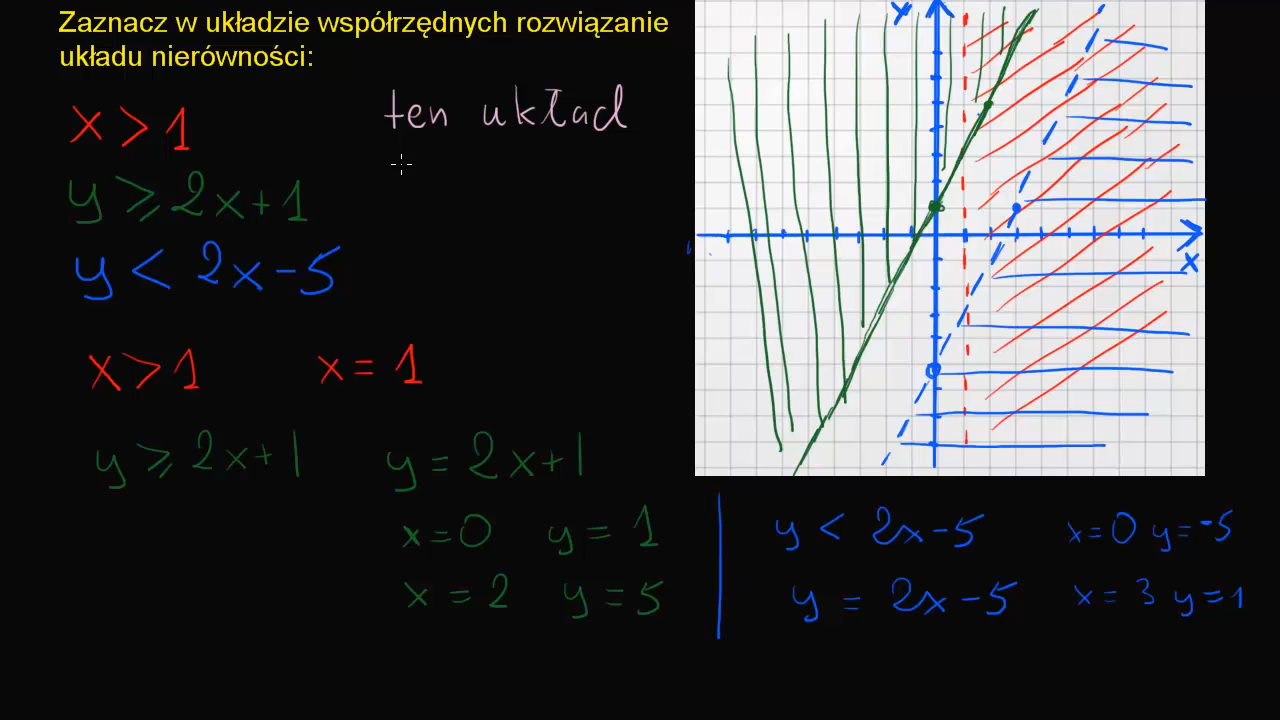 Zaznacz w układzie współrzędnych rozwiązanie
układu nierówności:
x > 1
ten układ
y ⩾ 2x+1
y < 2x-5
x > 1 x = 1
y ⩾ 2x+1 y = 2x+1
x=0 y = 1
x = 2 y = 5
y < 2x-5 x=0 y=-5
y = 2x-5 x=3 y=1
y
x